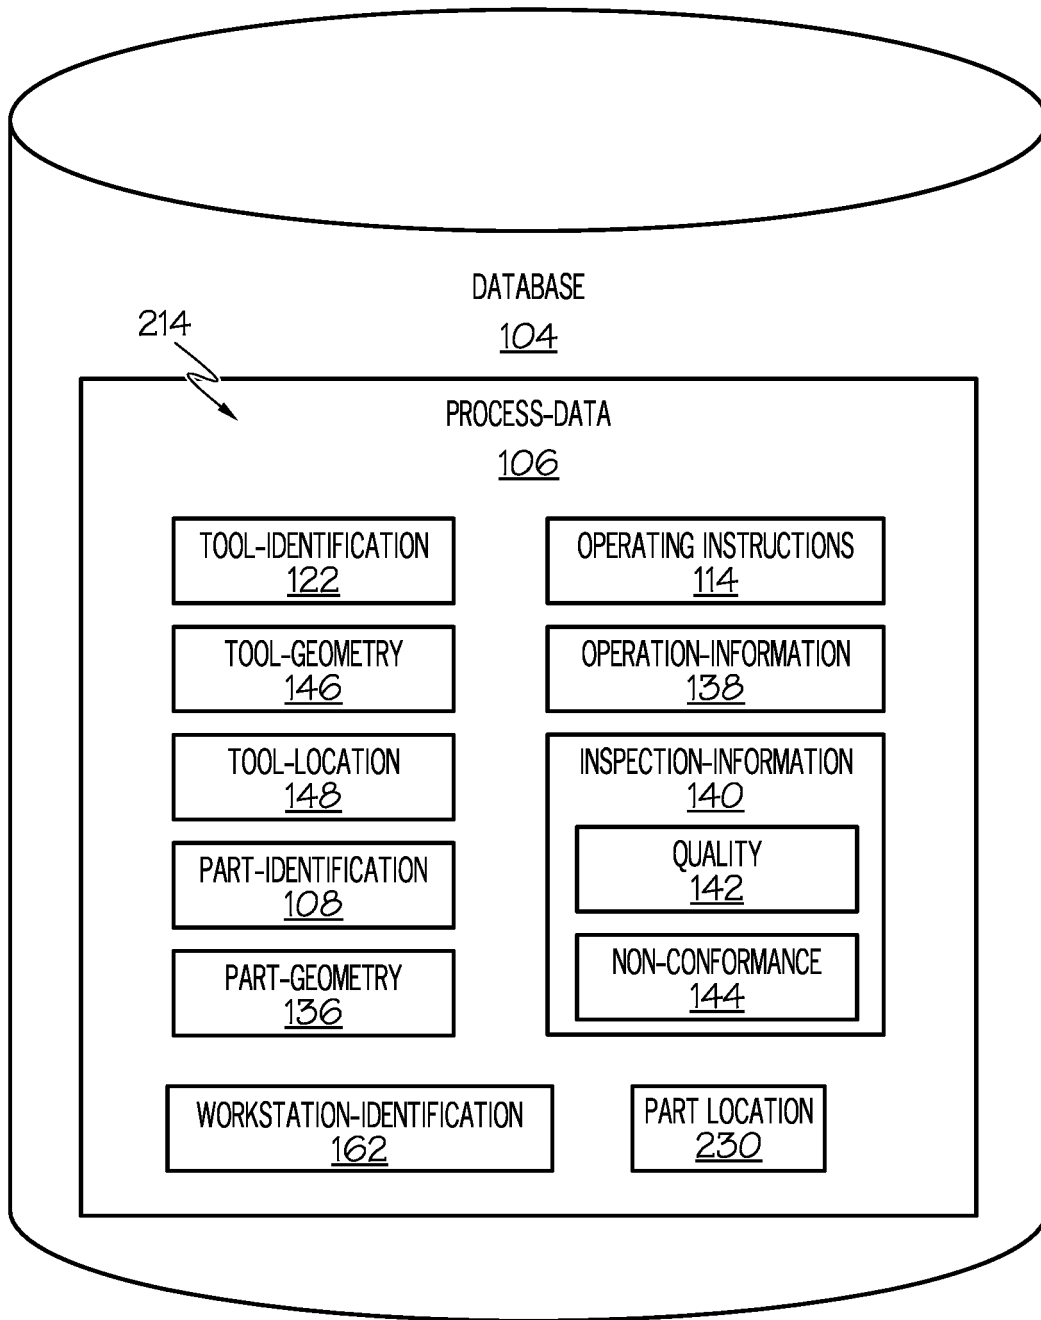 DATABASE
104
214
PROCESS-DATA
106
TOOL-IDENTIFICATION
122
TOOL-GEOMETRY
146
TOOL-LOCATION
148
PART-IDENTIFICATION
108
PART-GEOMETRY
136
OPERATING INSTRUCTIONS
114
OPERATION-INFORMATION
138
INSPECTION-INFORMATION
140
QUALITY
142
NON-CONFORMANCE
144
WORKSTATION-IDENTIFICATION
162
PART LOCATION
230